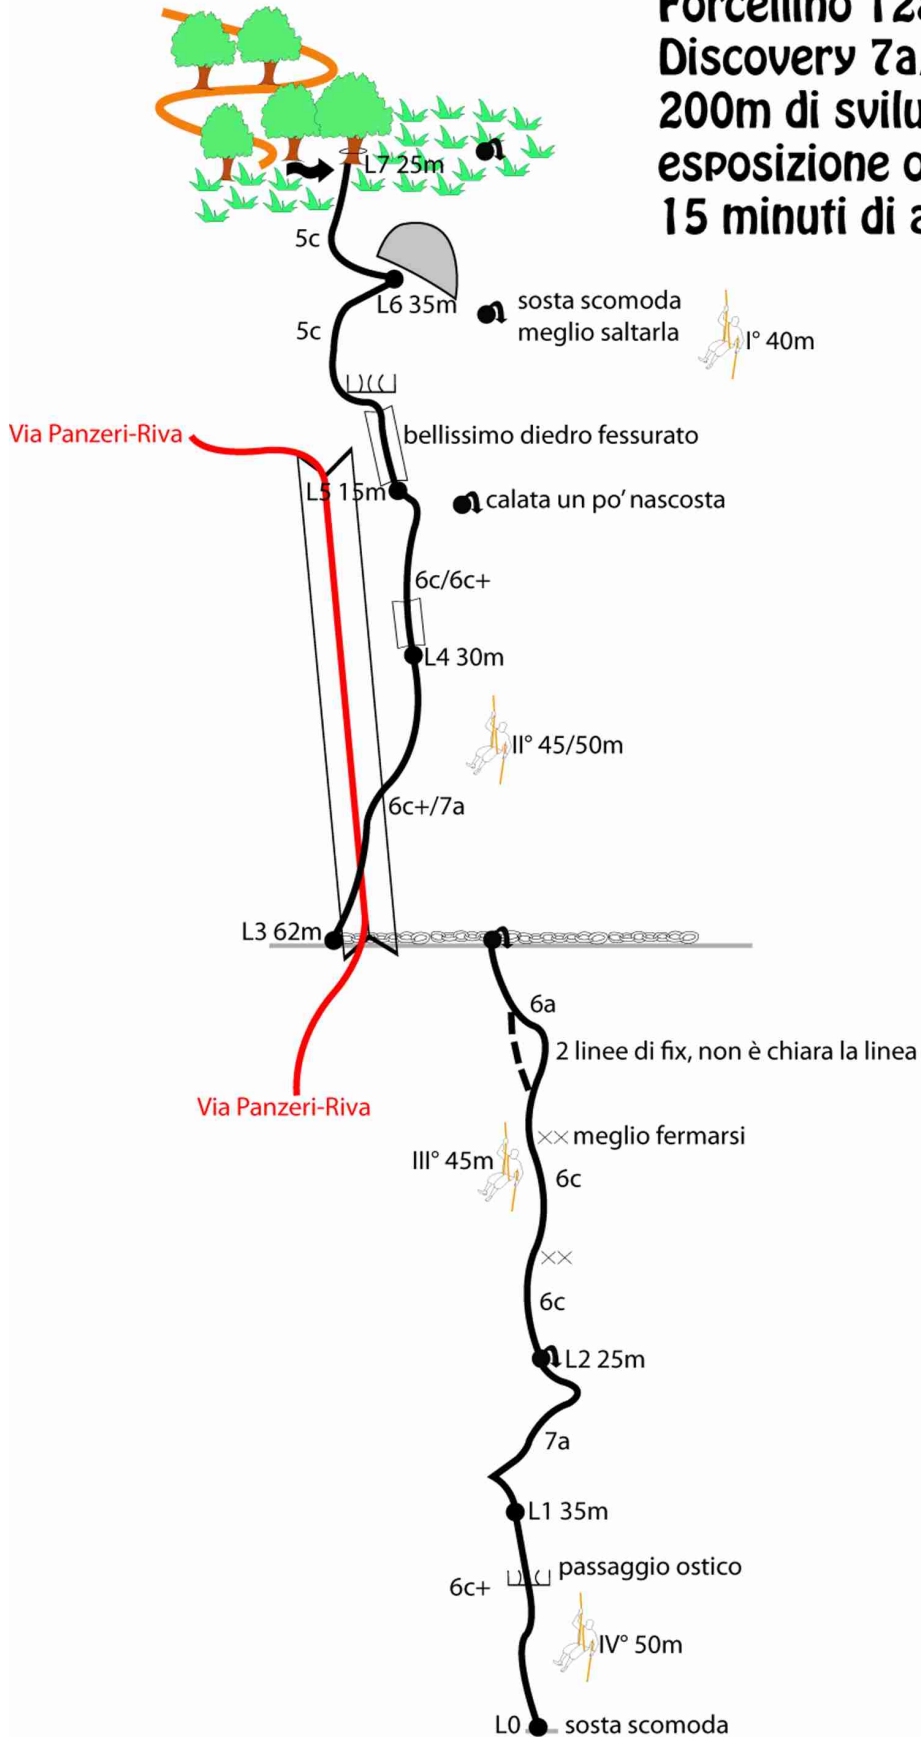 Discovery 7a
200m di svilu
esposizione o
15 minuti di a
L7 25m
5c
L6 35m
sosta scomoda
meglio saltarla
I° 40m
5c
Via Panzeri-Riva
bellissimo diedro fessurato
L5 15m
calata un po' nascosta
6c/6c+
L4 30m
II° 45/50m
6c+/7a
L3 62m
6a
2 linee di fix, non è chiara la linea
Via Panzeri-Riva
meglio fermarsi
III° 45m
6c
6c
L2 25m
7a
L1 35m
passaggio ostico
6c+
IV° 50m
L0 sosta scomoda